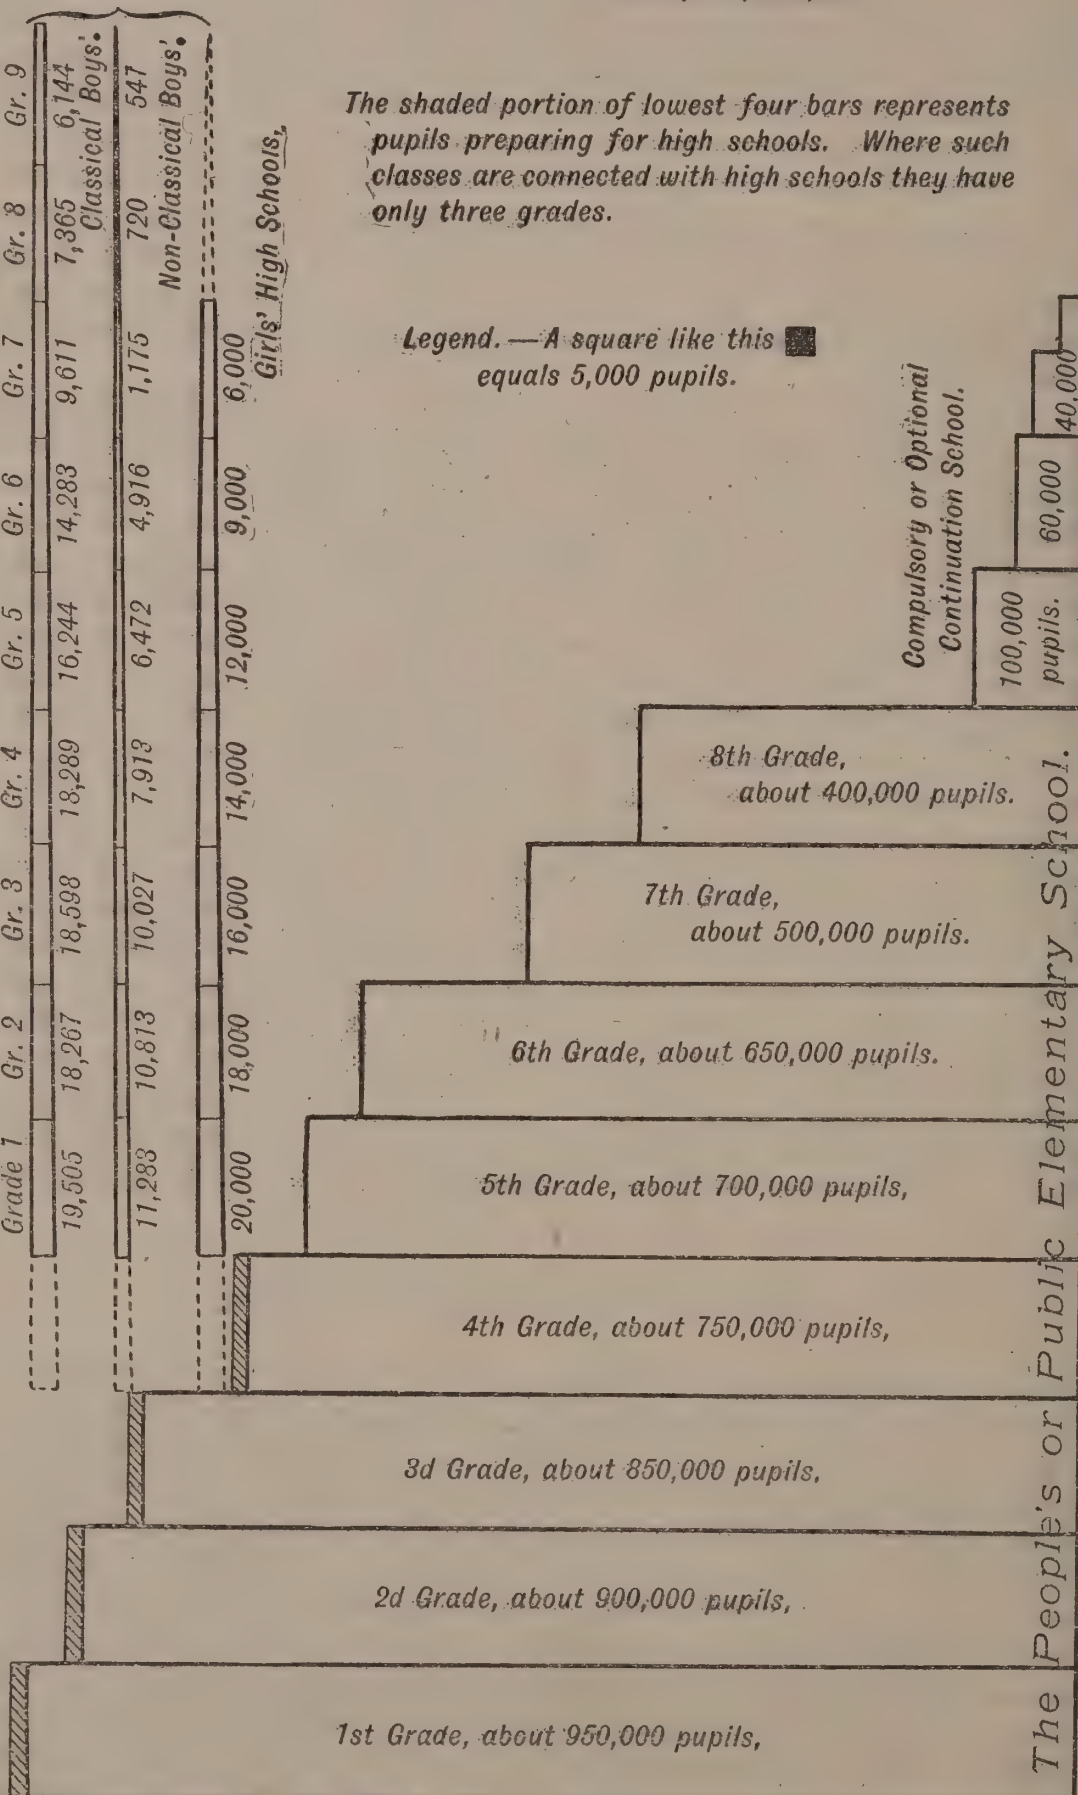 The shaded portion of lowest four bars represents
pupils preparing for high schools. Where such
classes are connected with high schools they have
only three grades.
Legend.—A square like this
equals 5,000 pupils.
Grade 1 Gr. 2 Gr. 3 Gr. 4 Gr. 5 Gr. 6 Gr. 7 Gr. 8 Gr. 9
19,505 18,267 18,598 18,289 16,244 14,283 9,611 7,365 6,144
Classical Boys'.
11,283 10,813 10,027 7,913 6,472 4,916 1,175 720 547
Non-Classical Boys'.
20,000 18,000 16,000 14,000 12,000 9,000 6,000
Girls' High Schools,
Compulsory or Optional
Continuation School.
40,000
60,000
100,000
pupils.
8th Grade,
about 400,000 pupils.
7th Grade,
about 500,000 pupils.
6th Grade, about 650,000 pupils.
5th Grade, about 700,000 pupils,
4th Grade, about 750,000 pupils,
3d Grade, about 850,000 pupils.
2d Grade, about 900,000 pupils,
1st Grade, about 950,000 pupils,
The People's or Public Elementary School.